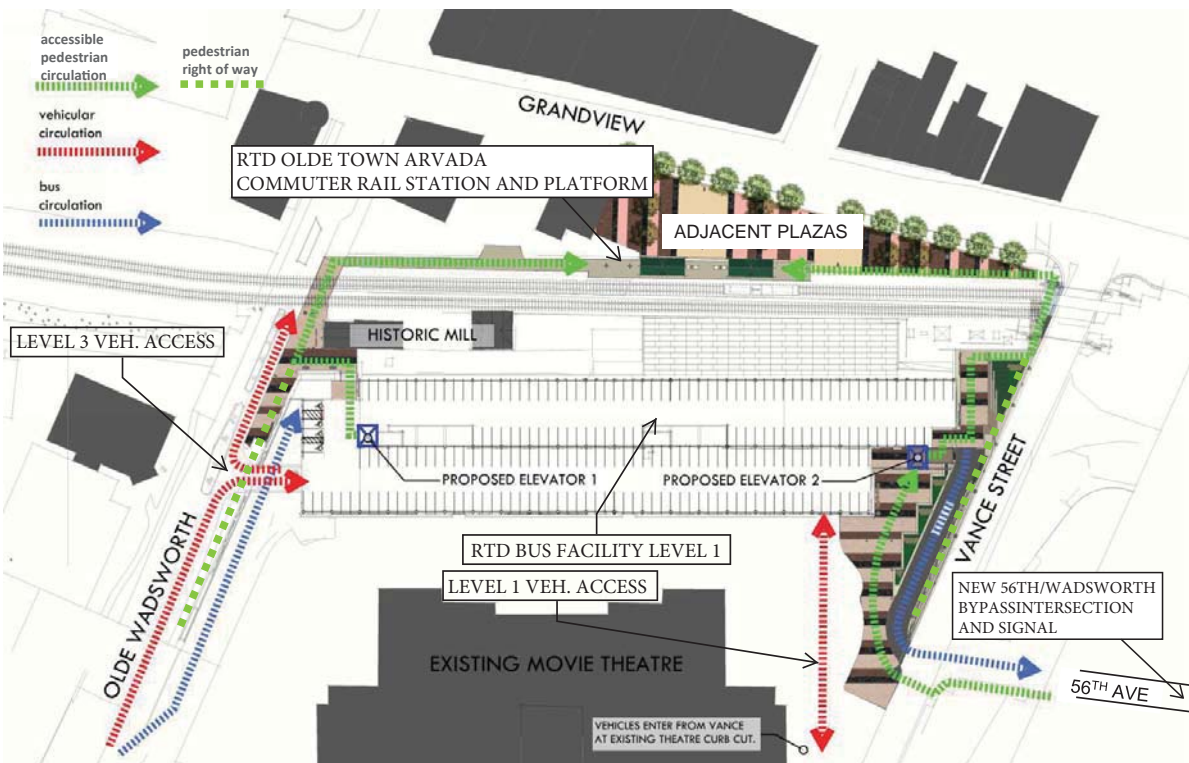 accessible
pedestrian
circulation
pedestrian
right of way
vehicular
circulation
bus
circulation
GRANDVIEW
RTD OLDE TOWN ARVADA
COMMUTER RAIL STATION AND PLATFORM
ADJACENT PLAZAS
LEVEL 3 VEH. ACCESS
HISTORIC MILL
PROPOSED ELEVATOR 1
PROPOSED ELEVATOR 2
OLDE WADSWORTH
VANCE STREET
RTD BUS FACILITY LEVEL 1
LEVEL 1 VEH. ACCESS
NEW 56TH/WADSWORTH
BYPASSINTERSECTION
AND SIGNAL
EXISTING MOVIE THEATRE
56TH AVE
VEHICLES ENTER FROM VANCE
AT EXISTING THEATRE CURB CUT.